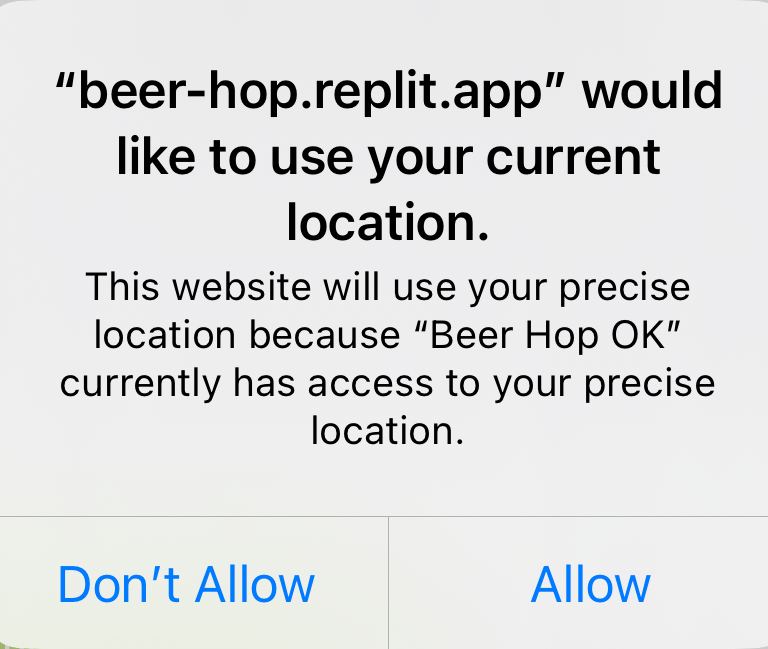 “beer-hop.replit.app” would
like to use your current
location.
This website will use your precise
location because “Beer Hop OK”
currently has access to your precise
location.
Don’t Allow
Allow